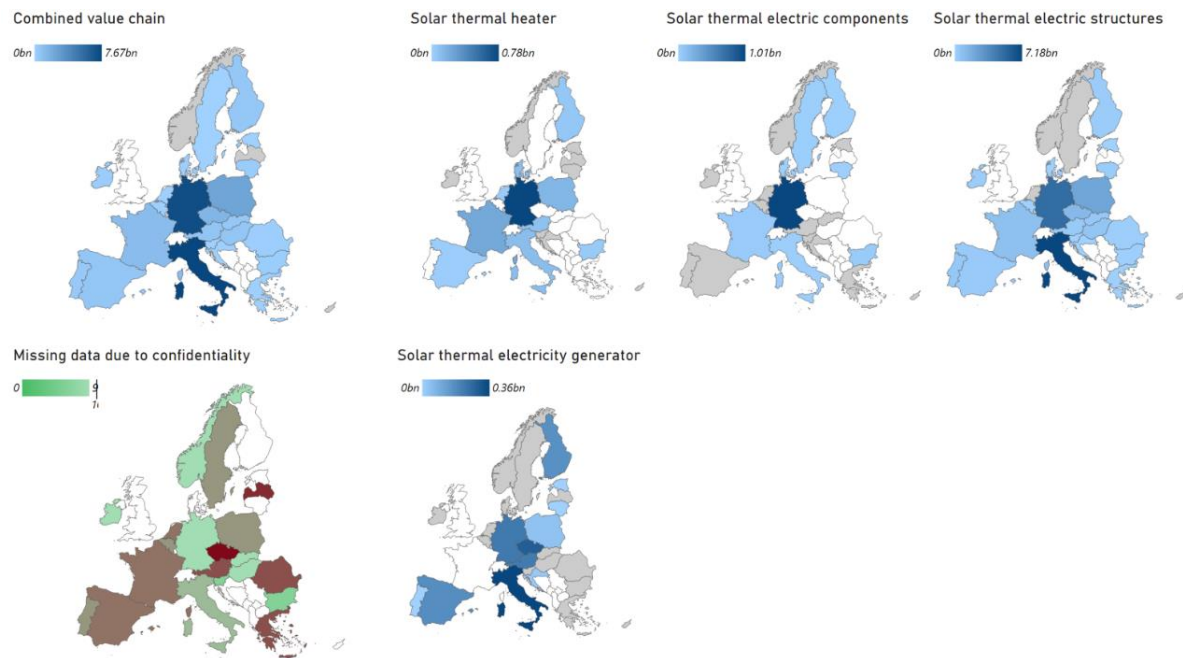 Combined value chain
0bn 7.67bn
Solar thermal heater
0bn 0.78bn
Solar thermal electric components
0bn 1.01bn
Solar thermal electric structures
0bn 7.18bn
Missing data due to confidentiality
0 9
Solar thermal electricity generator
0bn 0.36bn